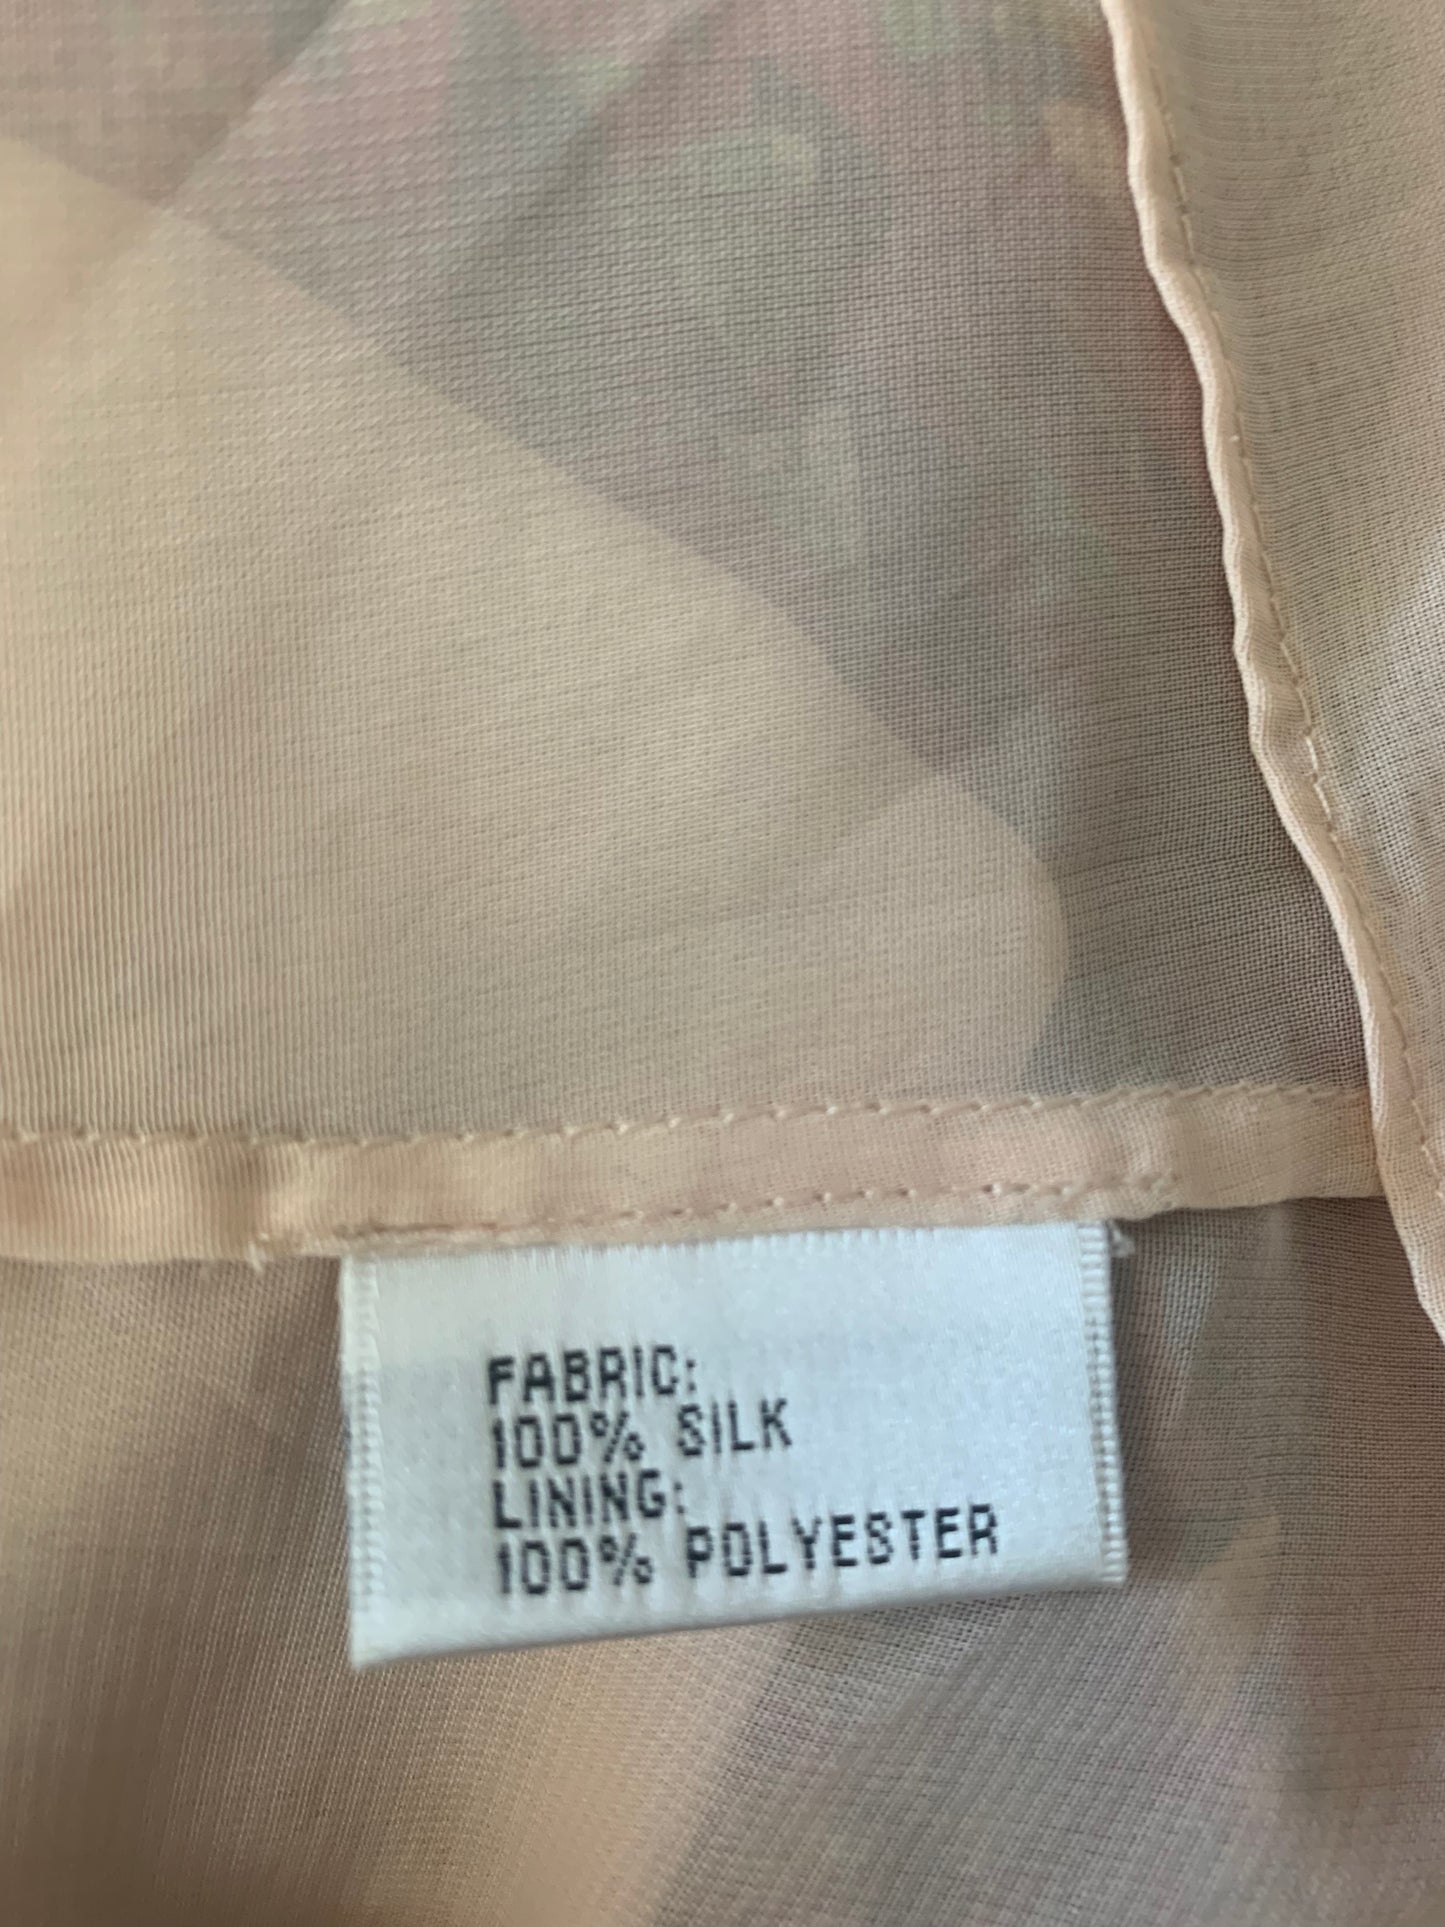 FABRIC:
100% SILK
LINING:
100% POLYESTER